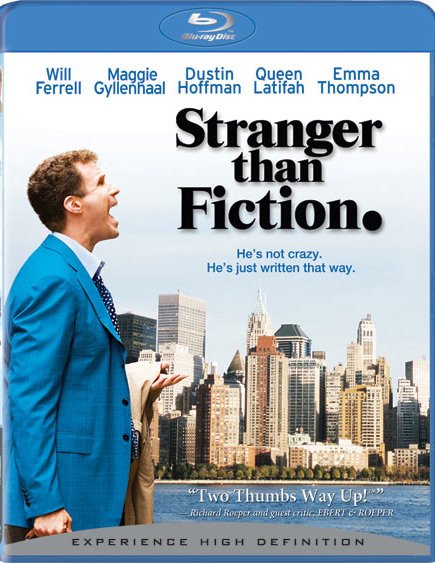 Blu-ray Disc
Will Maggie Dustin Queen Emma
Ferrell Gyllenhaal Hoffman Latifah Thompson
Stranger
than
Fiction.
He's not crazy.
He's just written that way.
“Two Thumbs Way Up!™”
—Richard Roeper and guest critic, EBERT & ROEPER
EXPERIENCE HIGH DEFINITION